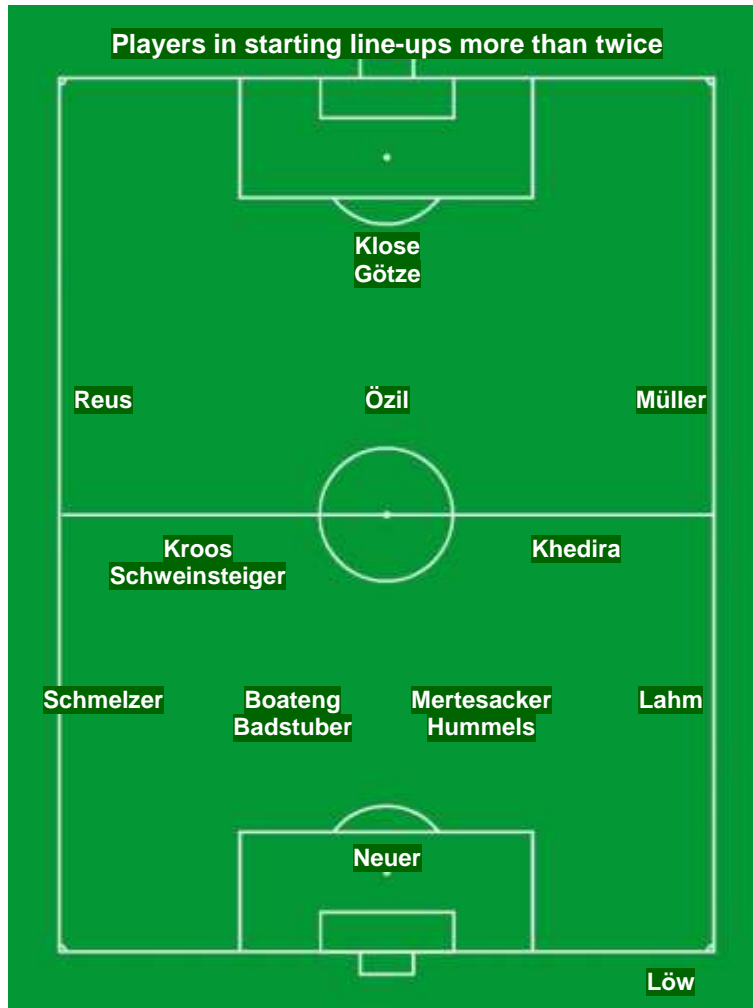 Players in starting line-ups more than twice
Klose
Götze
Reus Özil Müller
Kroos Khedira
Schweinsteiger
Schmelzer Boateng Mertesacker Lahm
Badstuber Hummels
Neuer
Löw